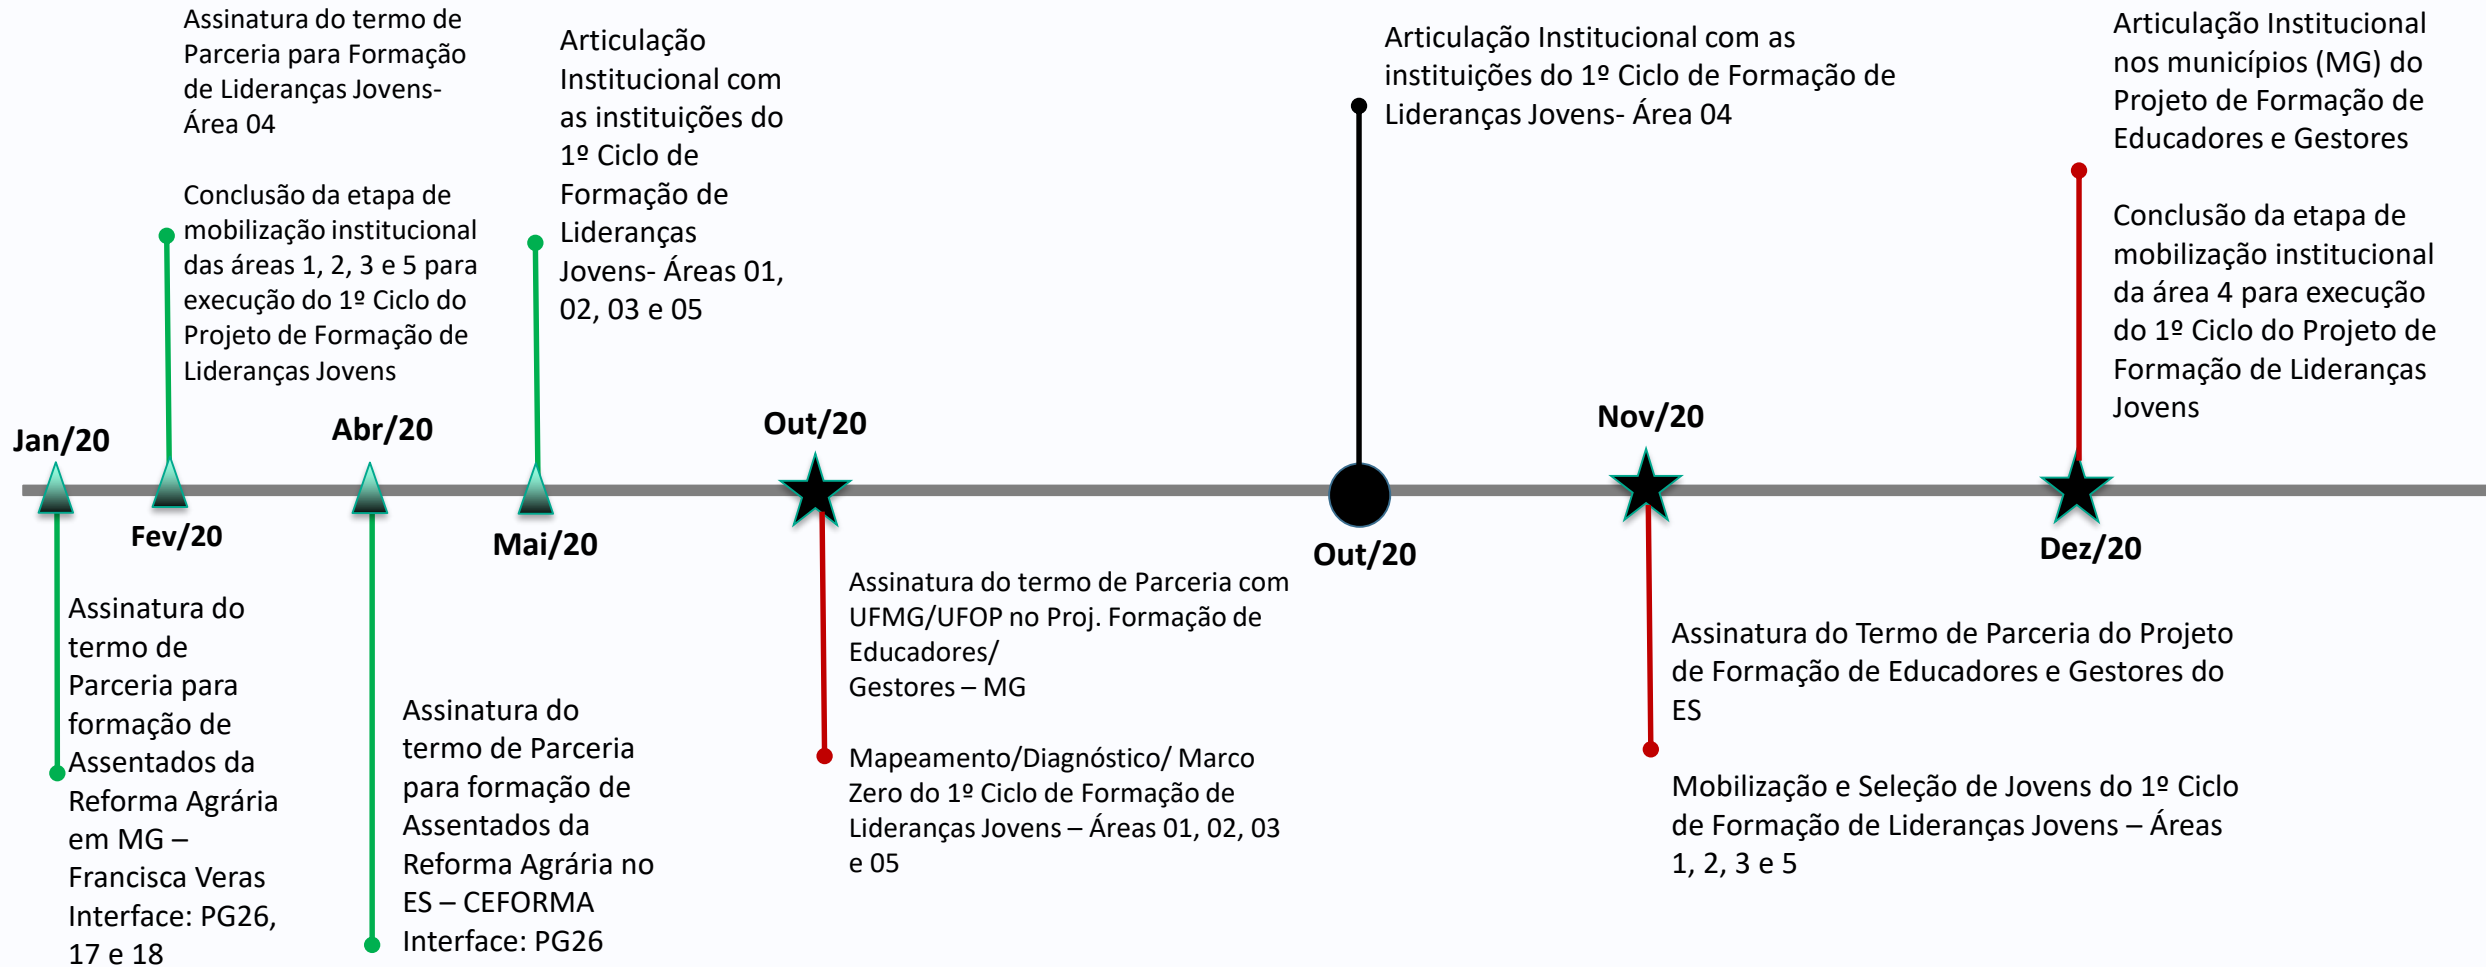 Assinatura do termo de
Parceria para Formação
de Lideranças Jovens-
Área 04
Conclusão da etapa de
mobilização institucional
das áreas 1, 2, 3 e 5 para
execução do 1º Ciclo do
Projeto de Formação de
Lideranças Jovens
Articulação
Institucional com
as instituições do
1º Ciclo de
Formação de
Lideranças
Jovens- Áreas 01,
02, 03 e 05
Articulação Institucional com as
instituições do 1º Ciclo de Formação de
Lideranças Jovens- Área 04
Articulação Institucional
nos municípios (MG) do
Projeto de Formação de
Educadores e Gestores
Conclusão da etapa de
mobilização institucional
da área 4 para execução
do 1º Ciclo do Projeto de
Formação de Lideranças
Jovens
Jan/20
Fev/20
Abr/20
Mai/20
Out/20
Out/20
Nov/20
Dez/20
Assinatura do
termo de
Parceria para
formação de
Assentados da
Reforma Agrária
em MG –
Francisca Veras
Interface: PG26,
17 e 18
Assinatura do
termo de Parceria
para formação de
Assentados da
Reforma Agrária no
ES – CEFORMA
Interface: PG26
Assinatura do termo de Parceria com
UFMG/UFOP no Proj. Formação de
Educadores/
Gestores – MG
Mapeamento/Diagnóstico/ Marco
Zero do 1º Ciclo de Formação de
Lideranças Jovens – Áreas 01, 02, 03
e 05
Assinatura do Termo de Parceria do Projeto
de Formação de Educadores e Gestores do
ES
Mobilização e Seleção de Jovens do 1º Ciclo
de Formação de Lideranças Jovens – Áreas
1, 2, 3 e 5